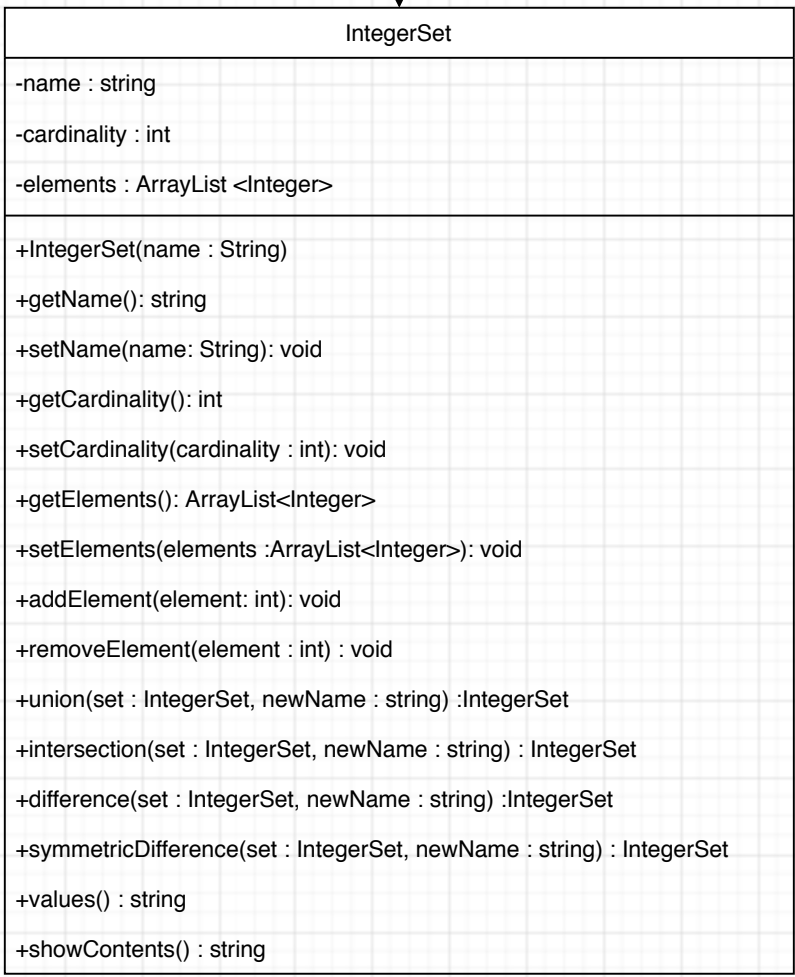 IntegerSet
-name : string
-cardinality : int
-elements : ArrayList <Integer>
+IntegerSet(name : String)
+getName(): string
+setName(name: String): void
+getCardinality(): int
+setCardinality(cardinality : int): void
+getElements(): ArrayList<Integer>
+setElements(elements :ArrayList<Integer>): void
+addElement(element: int): void
+removeElement(element : int) : void
+union(set : IntegerSet, newName : string) :IntegerSet
+intersection(set : IntegerSet, newName : string) : IntegerSet
+difference(set : IntegerSet, newName : string) :IntegerSet
+symmetricDifference(set : IntegerSet, newName : string) : IntegerSet
+values() : string
+showContents() : string